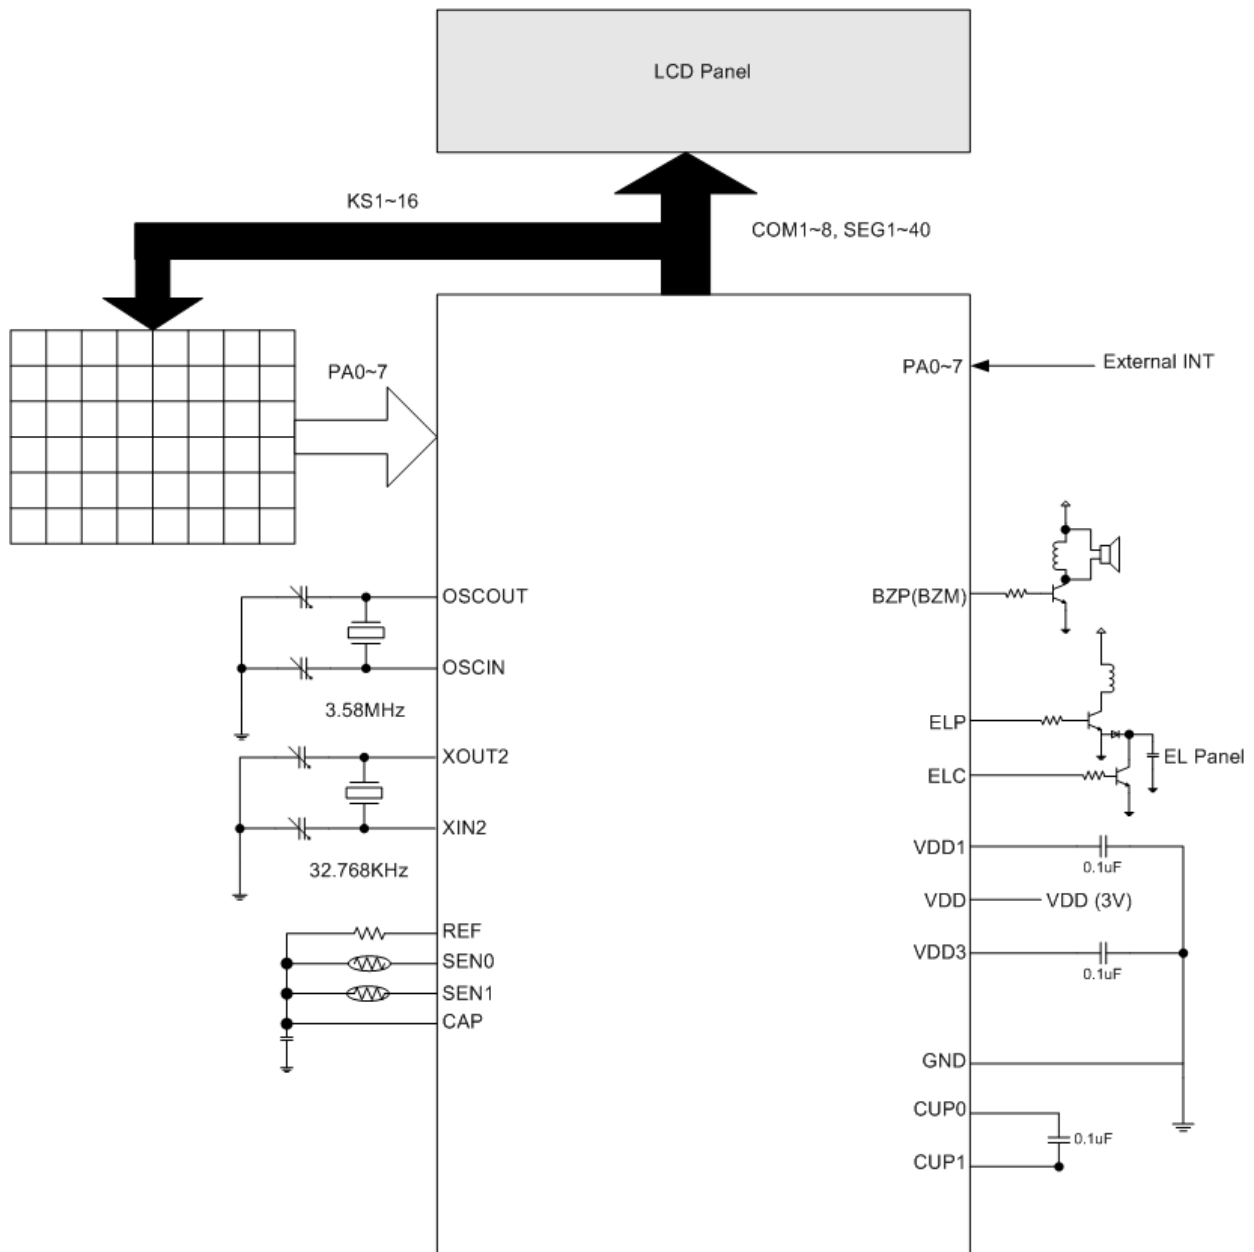 LCD Panel
KS1~16
COM1~8, SEG1~40
PA0~7
PA0~7
External INT
OSCOUT
BZP(BZM)
OSCIN
3.58MHz
ELP
XOUT2
EL Panel
ELC
XIN2
VDD1
0.1uF
32.768KHz
VDD
VDD (3V)
REF
VDD3
SEN0
0.1uF
SEN1
CAP
GND
CUP0
0.1uF
CUP1